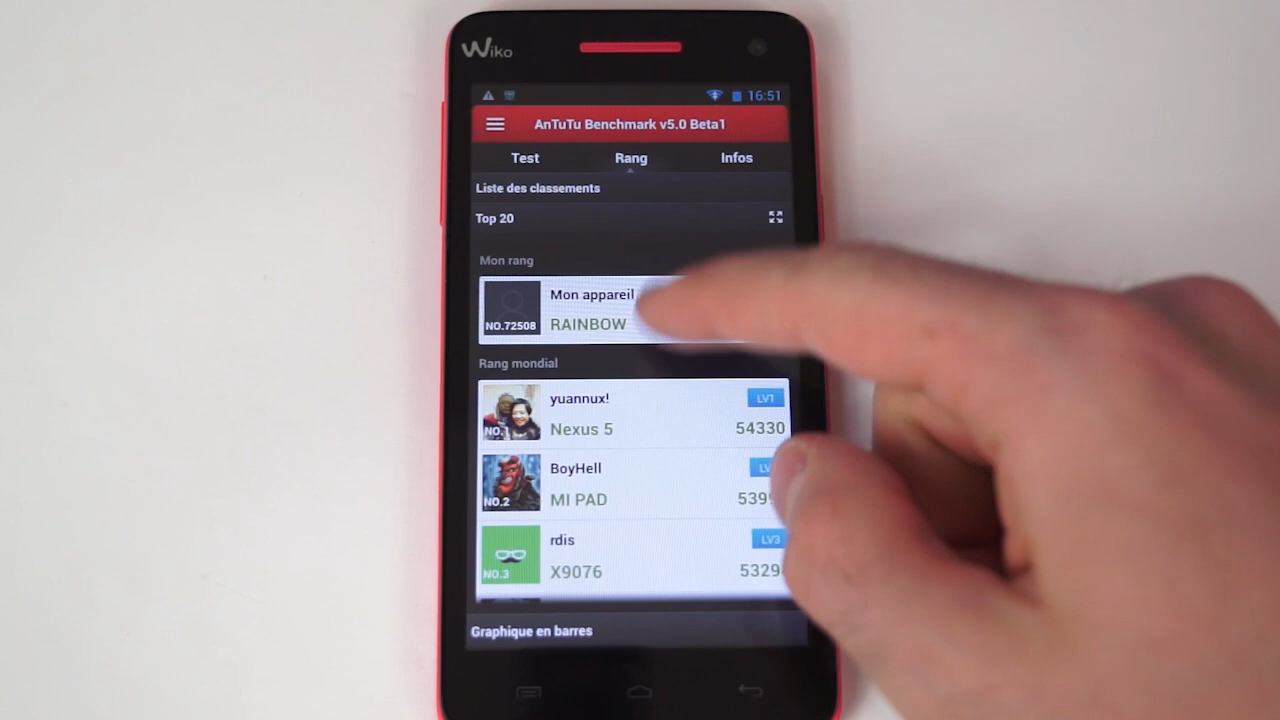 Wiko
16:51
AnTuTu Benchmark v5.0 Beta1
Test Rang Infos
Liste des classements
Top 20
Mon rang
Mon appareil
NO.72508
RAINBOW
Rang mondial
yuannux! LV1
NO.1
Nexus 5 54330
BoyHell
NO.2
MI PAD
rdis LV3
NO.3
X9076
Graphique en barres